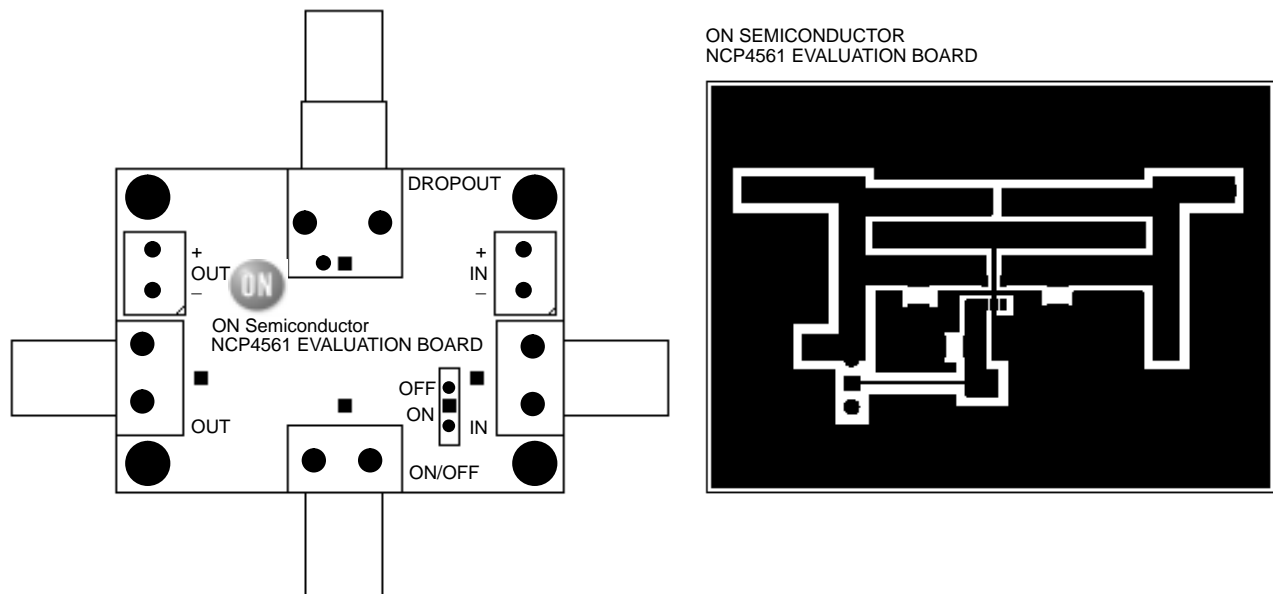 ON SEMICONDUCTOR
NCP4561 EVALUATION BOARD
DROPOUT
+
OUT
–
+
IN
–
ON
ON Semiconductor
NCP4561 EVALUATION BOARD
OFF
ON
OUT
IN
ON/OFF